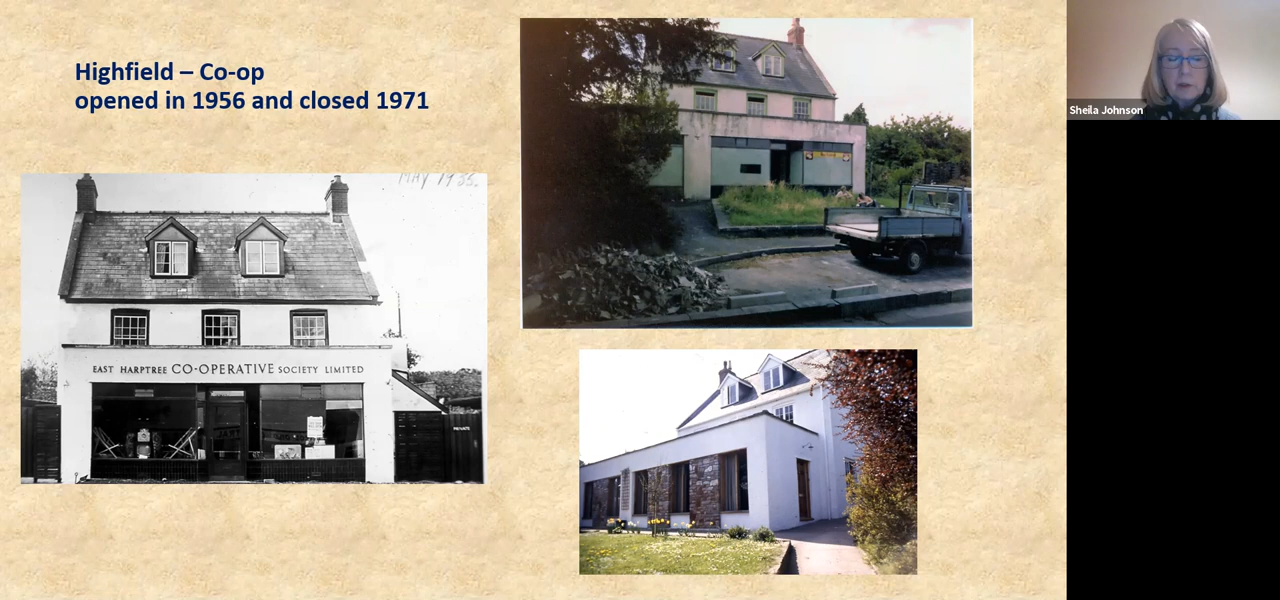 Highfield – Co-op
opened in 1956 and closed 1971
MAY 1935.
EAST HARPTREE CO-OPERATIVE SOCIETY LIMITED
PRIVATE
Sheila Johnson